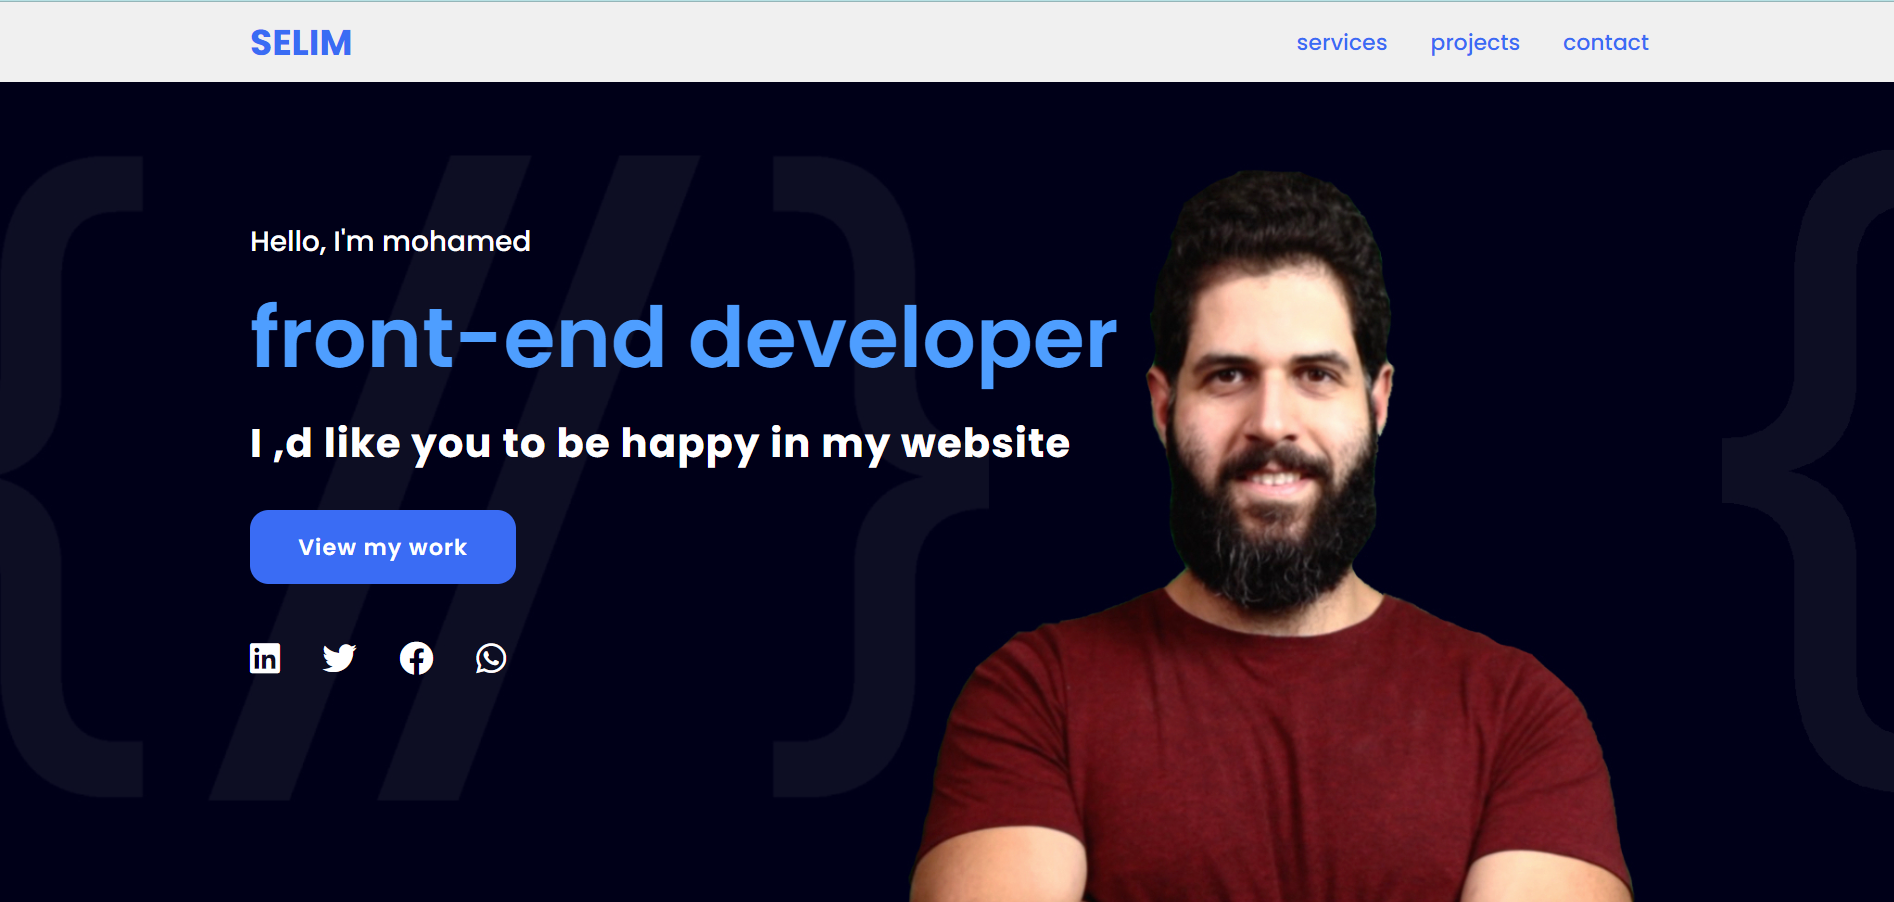 SELIM
services projects contact
Hello, I'm mohamed
front-end developer
I ,d like you to be happy in my website
View my work
in
{ // } {